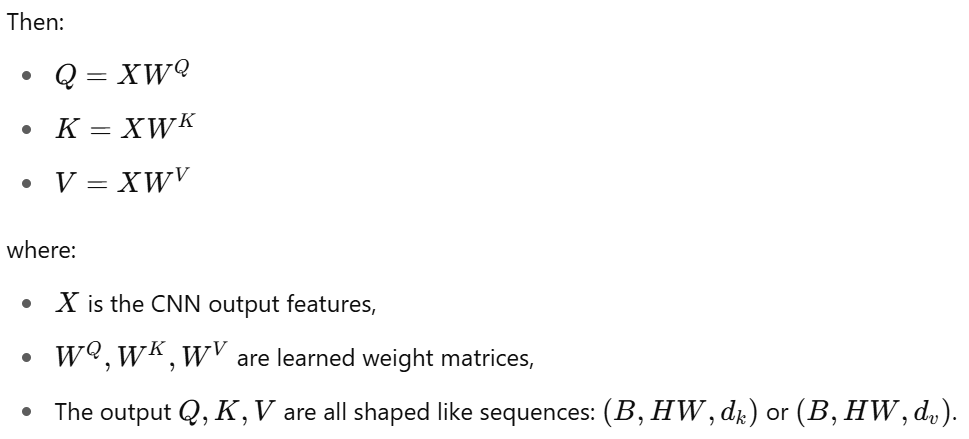 Then:
• Q = XW^Q
• K = XW^K
• V = XW^V
where:
• X is the CNN output features,
• W^Q, W^K, W^V are learned weight matrices,
• The output Q, K, V are all shaped like sequences: (B, HW, d_k) or (B, HW, d_v).